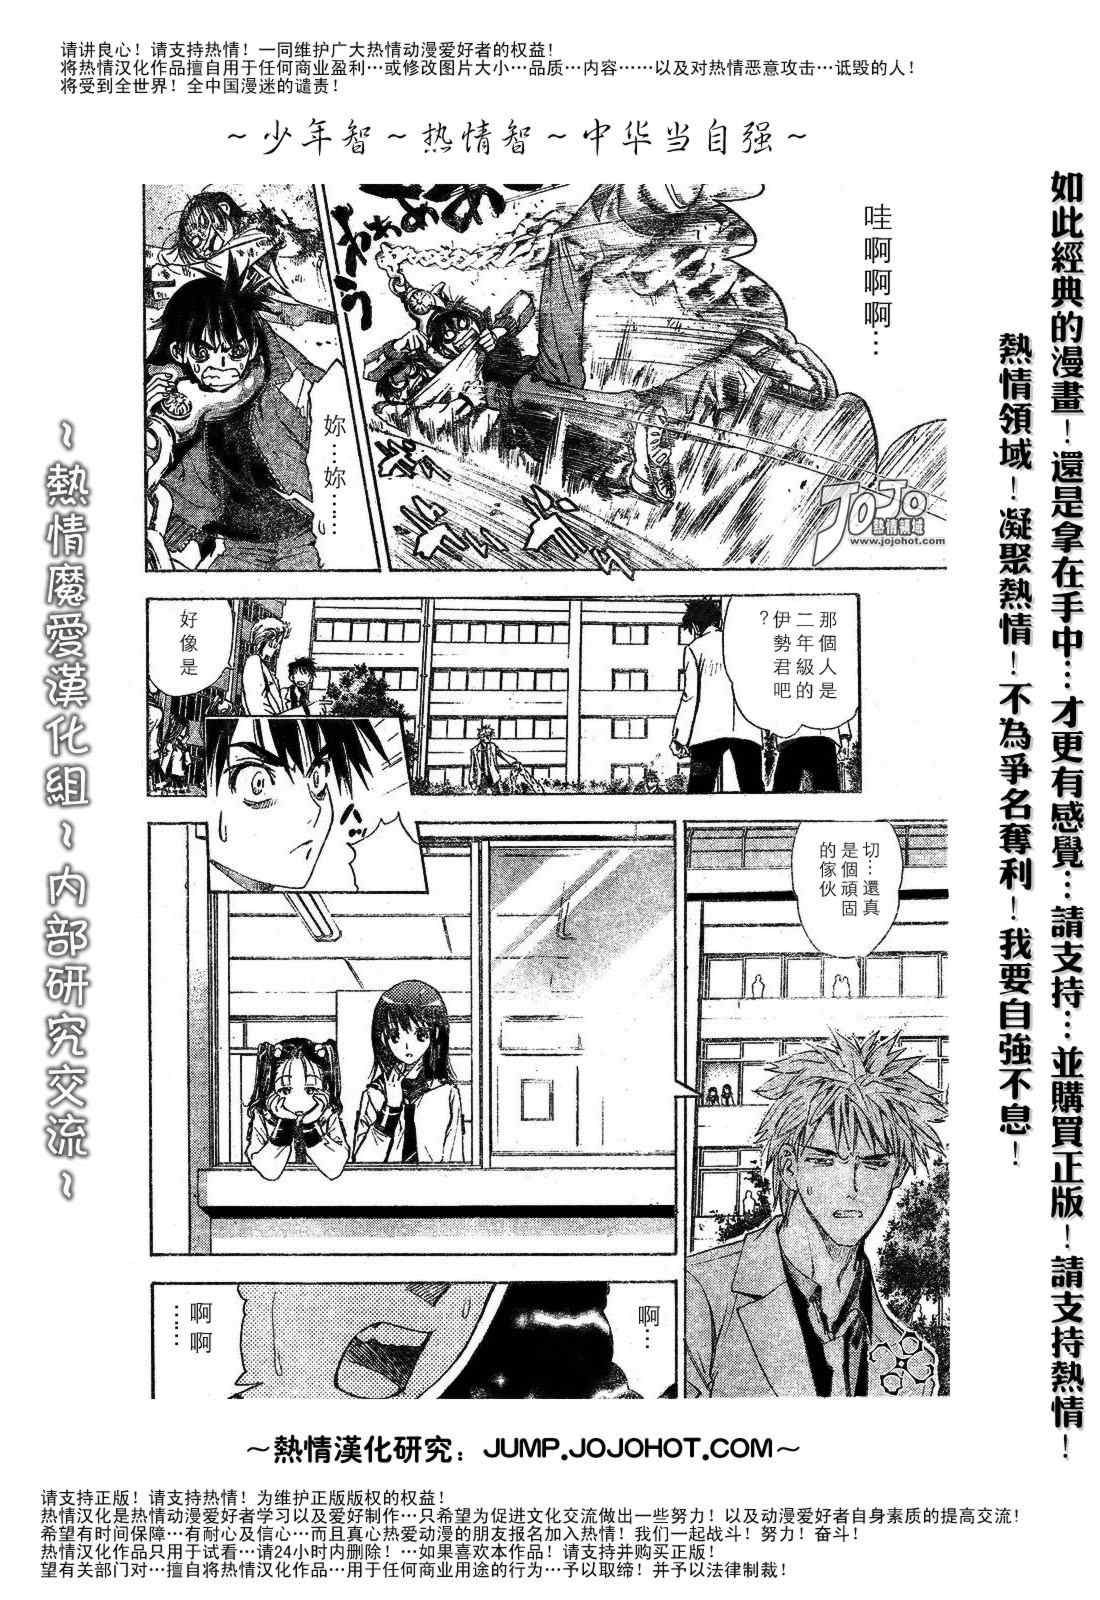 请讲良心！请支持热情！一同维护广大热情动漫爱好者的权益！
将热情汉化作品擅自用于任何商业盈利…或修改图片大小…品质…内容……以及对热情恶意攻击…诋毁的人！
将受到全世界！全中国漫迷的谴责！
～少年智～热情智～中华当自强～
如此經典的漫畫！還是拿在手中…才更有感覺…請支持…並購買正版！請支持熱情！
熱情領域！凝聚熱情！不為爭名奪利！我要自強不息！
～熱情魔愛漢化組～內部研究交流～
哇啊啊啊…
妳…妳……
JOJO
熱情領域
www.jojohot.com
那個人是
二年級的
伊勢君吧
？
好像是
切…還真
是個頑固
的傢伙
啊…
啊啊
……
～熱情漢化研究：JUMP.JOJOHOT.COM～
请支持正版！请支持热情！为维护正版版权的权益！
热情汉化是热情动漫爱好者学习以及爱好制作…只希望为促进文化交流做出一些努力！以及动漫爱好者自身素质的提高交流！
希望有时间保障…有耐心及信心…而且真心热爱动漫的朋友报名加入热情！我们一起战斗！努力！奋斗！
热情汉化作品只用于试看…请24小时内删除！…如果喜欢本作品！请支持并购买正版！
望有关部门对…擅自将热情汉化作品…用于任何商业用途的行为…予以取缔！并予以法律制裁！